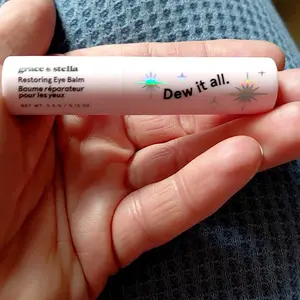 grace & stella
Restoring Eye Balm
Baume réparateur
pour les yeux
Dew it all.